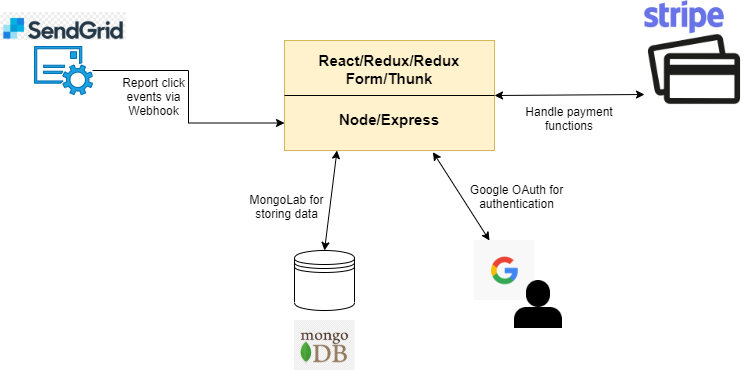 SendGrid
stripe
React/Redux/Redux
Form/Thunk
Report click
events via
Webhook
Node/Express
Handle payment
functions
MongoLab for
storing data
Google OAuth for
authentication
G
mongo
DB